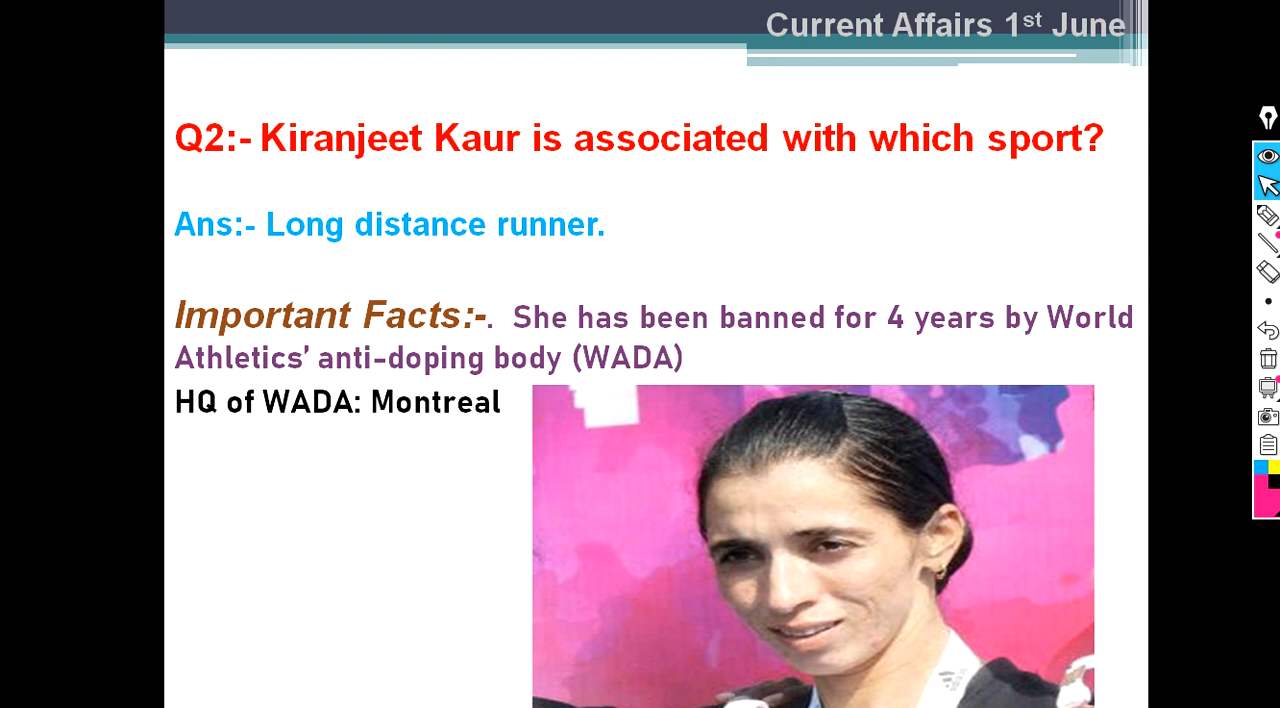 Current Affairs 1st June
Q2:- Kiranjeet Kaur is associated with which sport?
Ans:- Long distance runner.
Important Facts:-. She has been banned for 4 years by World
Athletics’ anti-doping body (WADA)
HQ of WADA: Montreal